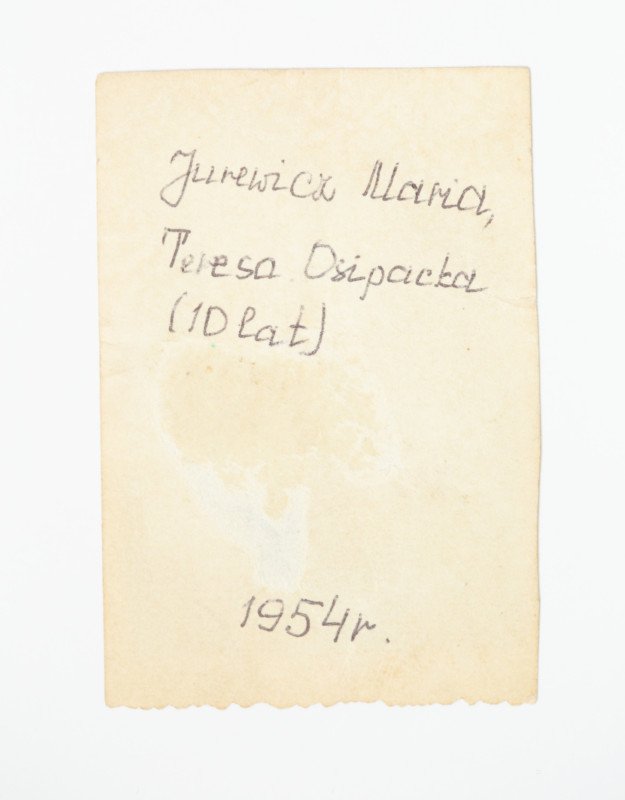 Jurewicz Maria,
Teresa Osipacka
(10 lat)
1954r.